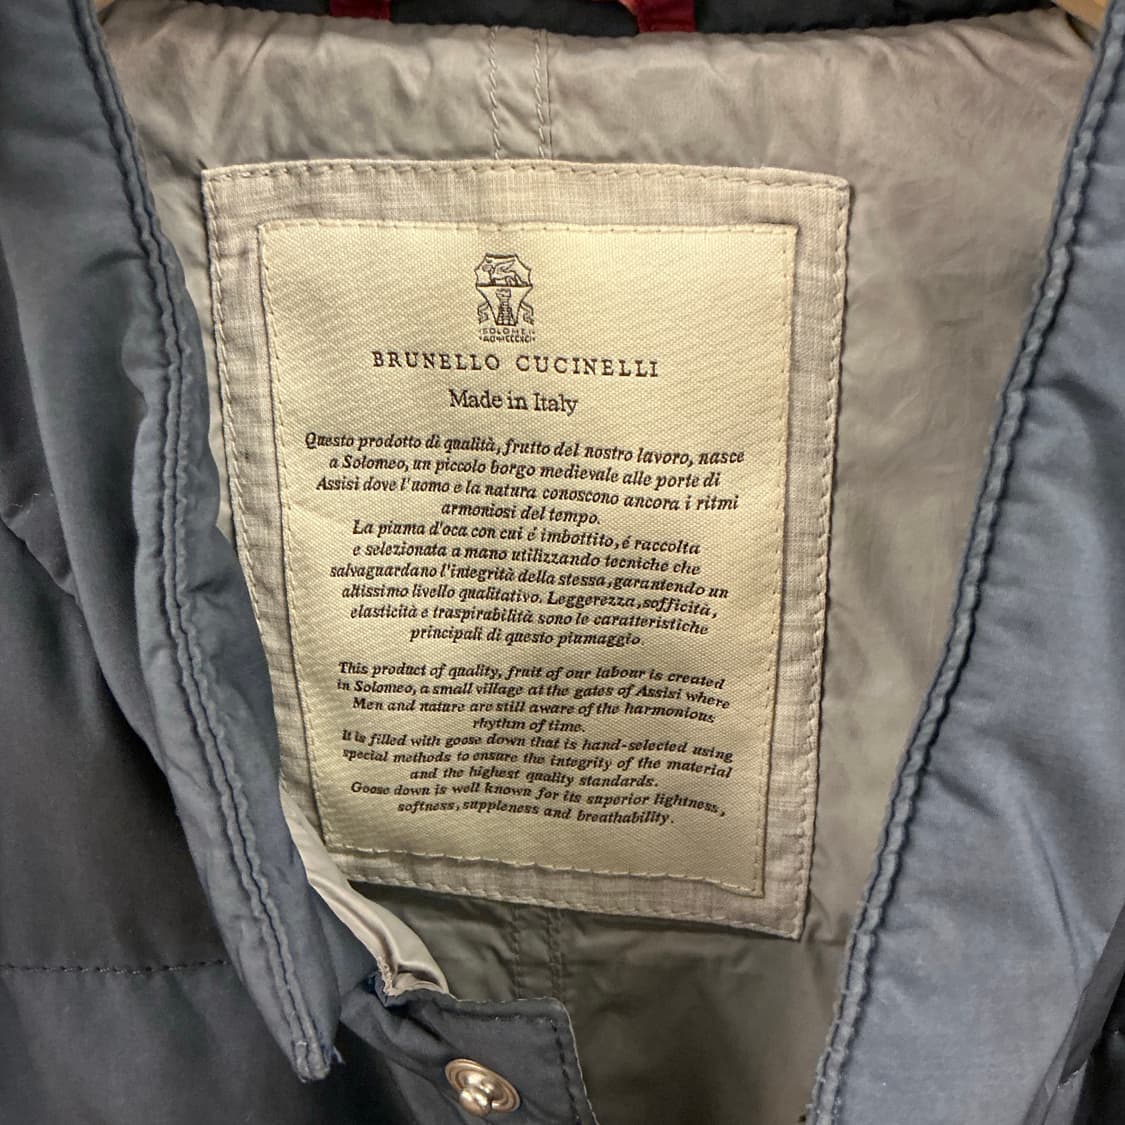 SOLOMEO
BRUNELLO CUCINELLI
Made in Italy
Questo prodotto di qualità, frutto del nostro lavoro, nasce
a Solomeo, un piccolo borgo medievale alle porte di
Assisi dove l'uomo e la natura conoscono ancora i ritmi
armoniosi del tempo.
La piuma d'oca con cui é imbottito, é raccolta
e selezionata a mano utilizzando tecniche che
salvaguardano l'integrità della stessa, garantendo un
altissimo livello qualitativo. Leggerezza, sofficità,
elasticità e traspirabilità sono le caratteristiche
principali di questo piumaggio.
This product of quality, fruit of our labour is created
in Solomeo, a small village at the gates of Assisi where
Men and nature are still aware of the harmonious
rhythm of time.
It is filled with goose down that is hand-selected using
special methods to ensure the integrity of the material
and the highest quality standards.
Goose down is well known for its superior lightness,
softness, suppleness and breathability.